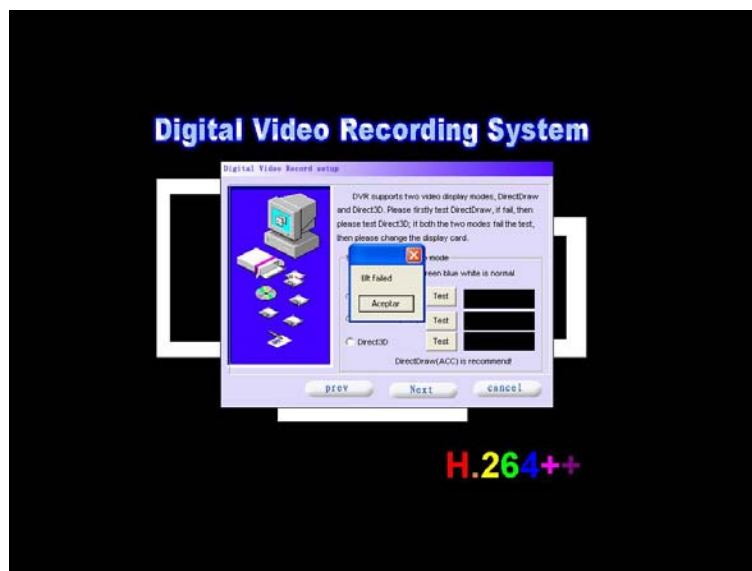 Digital Video Recording System
Digital Video Record setup
DVR supports two video display modes, DirectDraw
and Direct3D. Please firstly test DirectDraw, if fail, then
please test Direct3D; if both the two modes fail the test,
then please change the display card.
mode
blue white is normal
Blt Failed
Aceptar
Test
Test
Direct3D
Test
DirectDraw(ACC) is recommend!
prev
Next
cancel
H.264++